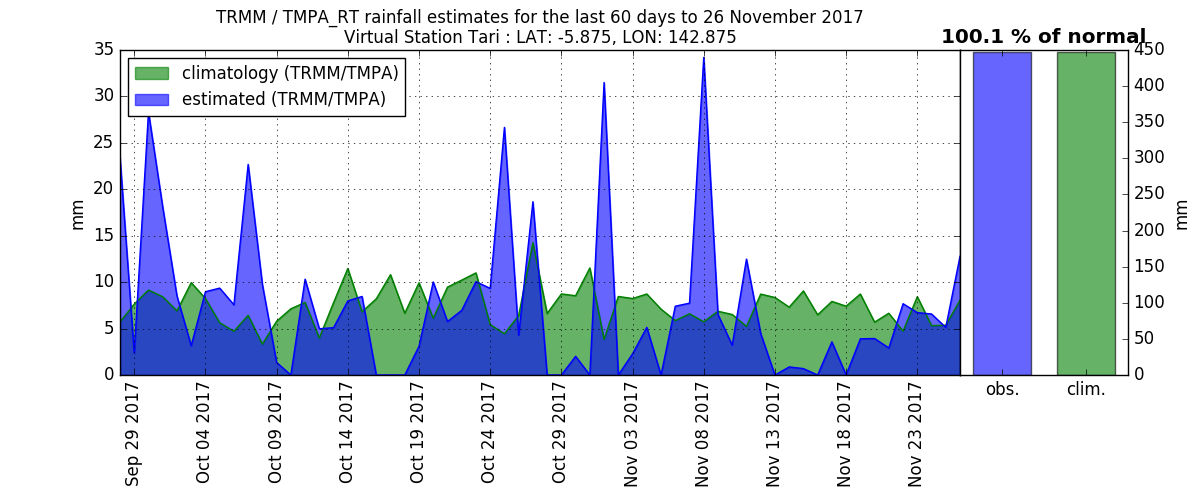 TRMM / TMPA_RT rainfall estimates for the last 60 days to 26 November 2017
Virtual Station Tari : LAT: -5.875, LON: 142.875
100.1 % of normal
climatology (TRMM/TMPA)
estimated (TRMM/TMPA)
35
30
25
20
15
10
5
0
mm
Sep 29 2017
Oct 04 2017
Oct 09 2017
Oct 14 2017
Oct 19 2017
Oct 24 2017
Oct 29 2017
Nov 03 2017
Nov 08 2017
Nov 13 2017
Nov 18 2017
Nov 23 2017
obs.
clim.
450
400
350
300
250
200
150
100
50
0
mm